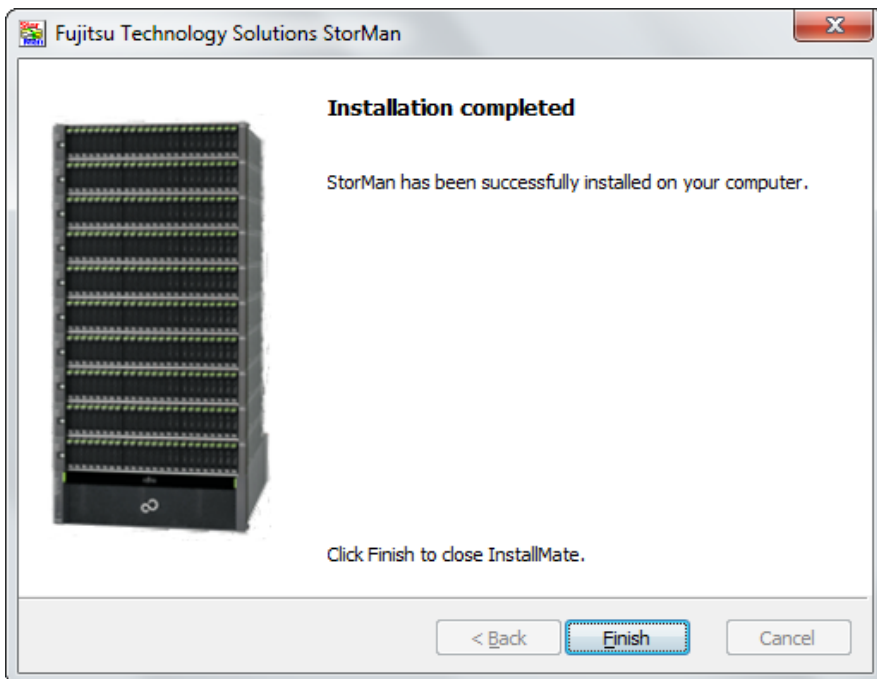 Fujitsu Technology Solutions StorMan
Installation completed
StorMan has been successfully installed on your computer.
Click Finish to close InstallMate.
< Back
Finish
Cancel